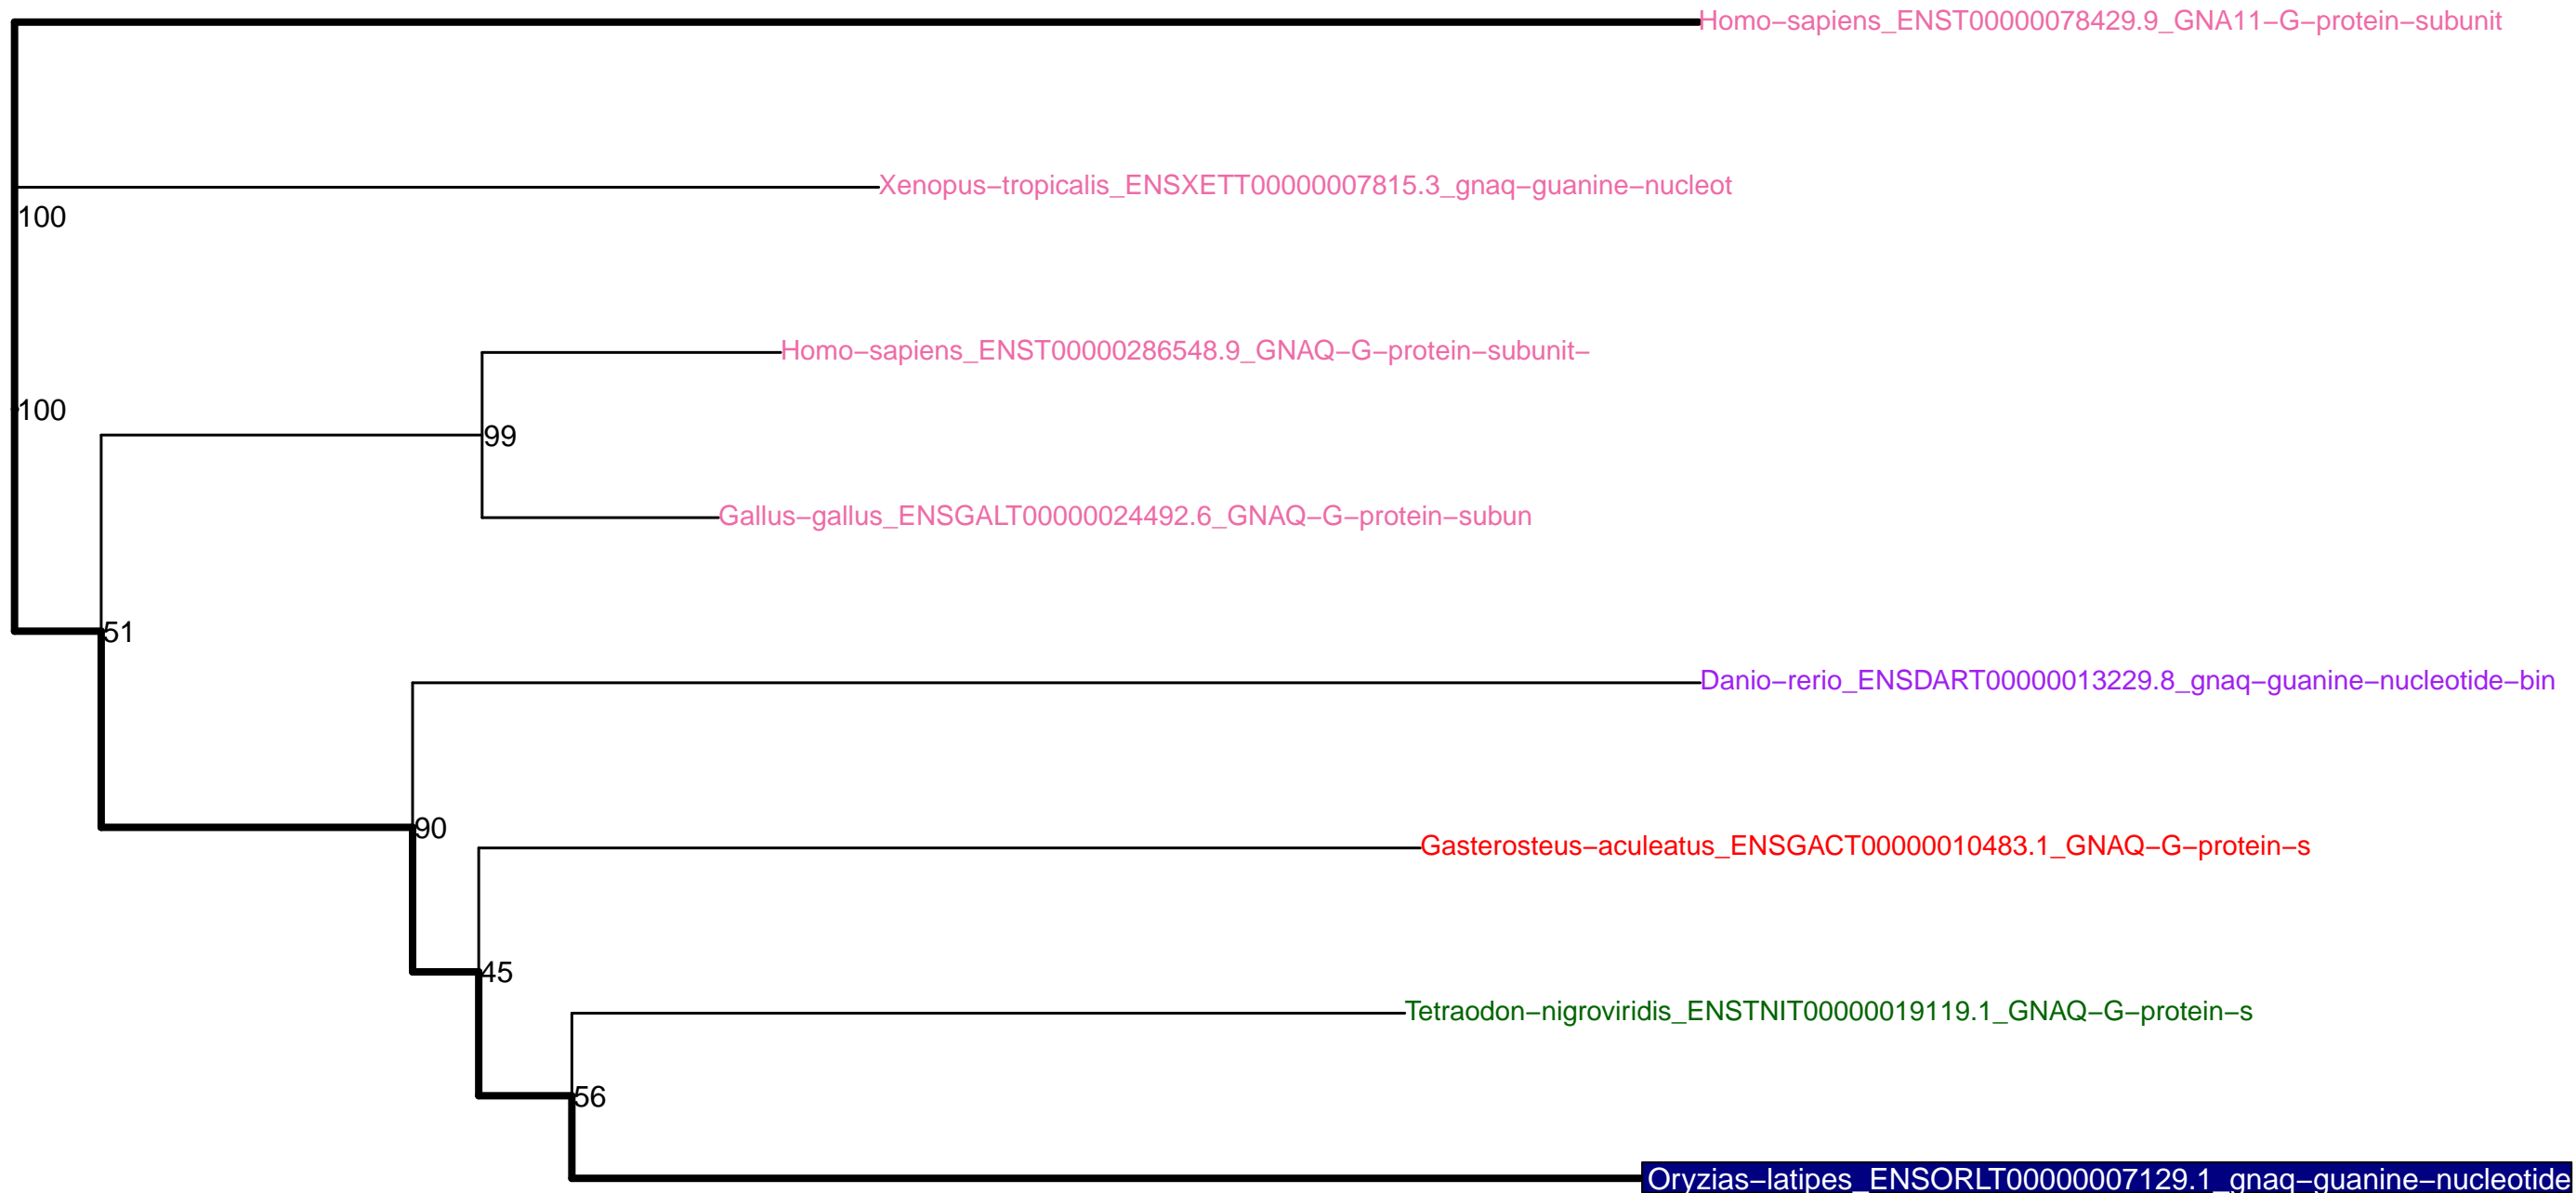 Homo−sapiens_ENST00000078429.9_GNA11−G−protein−subunit
Xenopus−tropicalis_ENSXETT00000007815.3_gnaq−guanine−nucleot
100
Homo−sapiens_ENST00000286548.9_GNAQ−G−protein−subunit−
100
99
Gallus−gallus_ENSGALT00000024492.6_GNAQ−G−protein−subun
51
Danio−rerio_ENSDART00000013229.8_gnaq−guanine−nucleotide−bin
90
Gasterosteus−aculeatus_ENSGACT00000010483.1_GNAQ−G−protein−s
45
Tetraodon−nigroviridis_ENSTNIT00000019119.1_GNAQ−G−protein−s
56
Oryzias−latipes_ENSORLT00000007129.1_gnaq−guanine−nucleotide